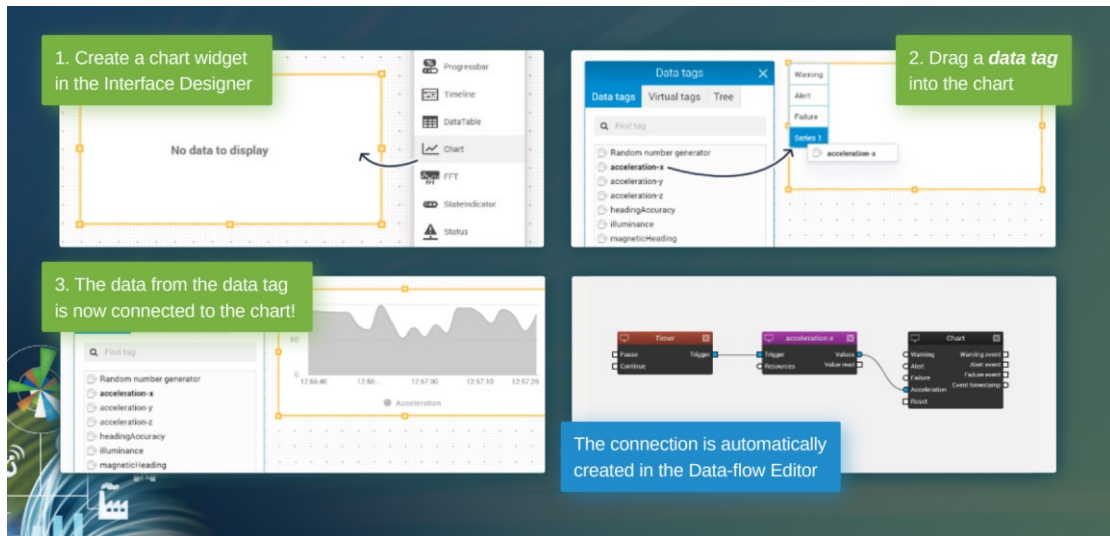 1. Create a chart widget
in the Interface Designer
No data to display
Progressbar
Timeline
DataTable
Chart
FFT
StateIndicator
Status
2. Drag a data tag
into the chart
Data tags
Data tags Virtual tags Tree
Find tag
Random number generator
acceleration-x
acceleration-y
acceleration-z
headingAccuracy
illuminance
magneticHeading
Warning
Alert
Failure
Series 1
acceleration-x
3. The data from the data tag
is now connected to the chart!
Find tag
Random number generator
acceleration-x
acceleration-y
acceleration-z
headingAccuracy
illuminance
magneticHeading
50
0
12:56:46 12:56... 12:57:00 12:57:10 12:57:20
Acceleration
Timer
Pause Trigger
Continue
acceleration-x
Trigger Values
Resources Value read
Chart
Warning Warning event
Alert Alert event
Failure Failure event
Acceleration Event timestamp
Reset
The connection is automatically
created in the Data-flow Editor